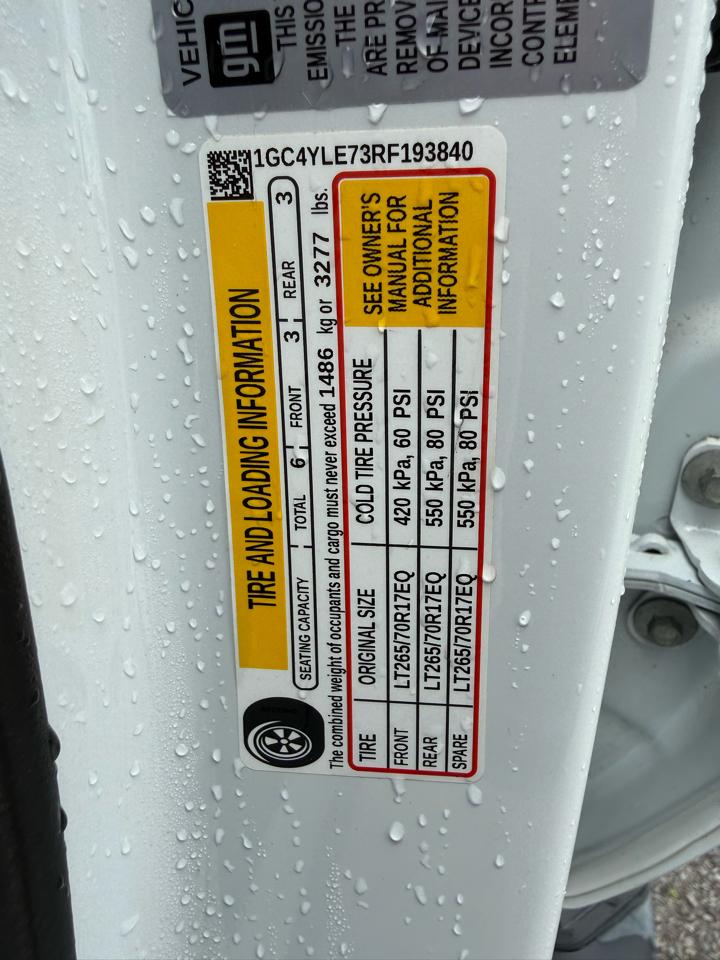 VEHIC
gm
THIS
EMISSIO
THE
ARE PR
REMOV
OF MA
DEVICE
INCOR
CONTR
ELEME
1GC4YLE73RF193840
TIRE AND LOADING INFORMATION
SEATING CAPACITY TOTAL 6 FRONT 3 REAR 3
The combined weight of occupants and cargo must never exceed 1486 kg or 3277 lbs.
TIRE ORIGINAL SIZE COLD TIRE PRESSURE
FRONT LT265/70R17EQ 420 kPa, 60 PSI
REAR LT265/70R17EQ 550 kPa, 80 PSI
SPARE LT265/70R17EQ 550 kPa, 80 PSI
SEE OWNER'S
MANUAL FOR
ADDITIONAL
INFORMATION